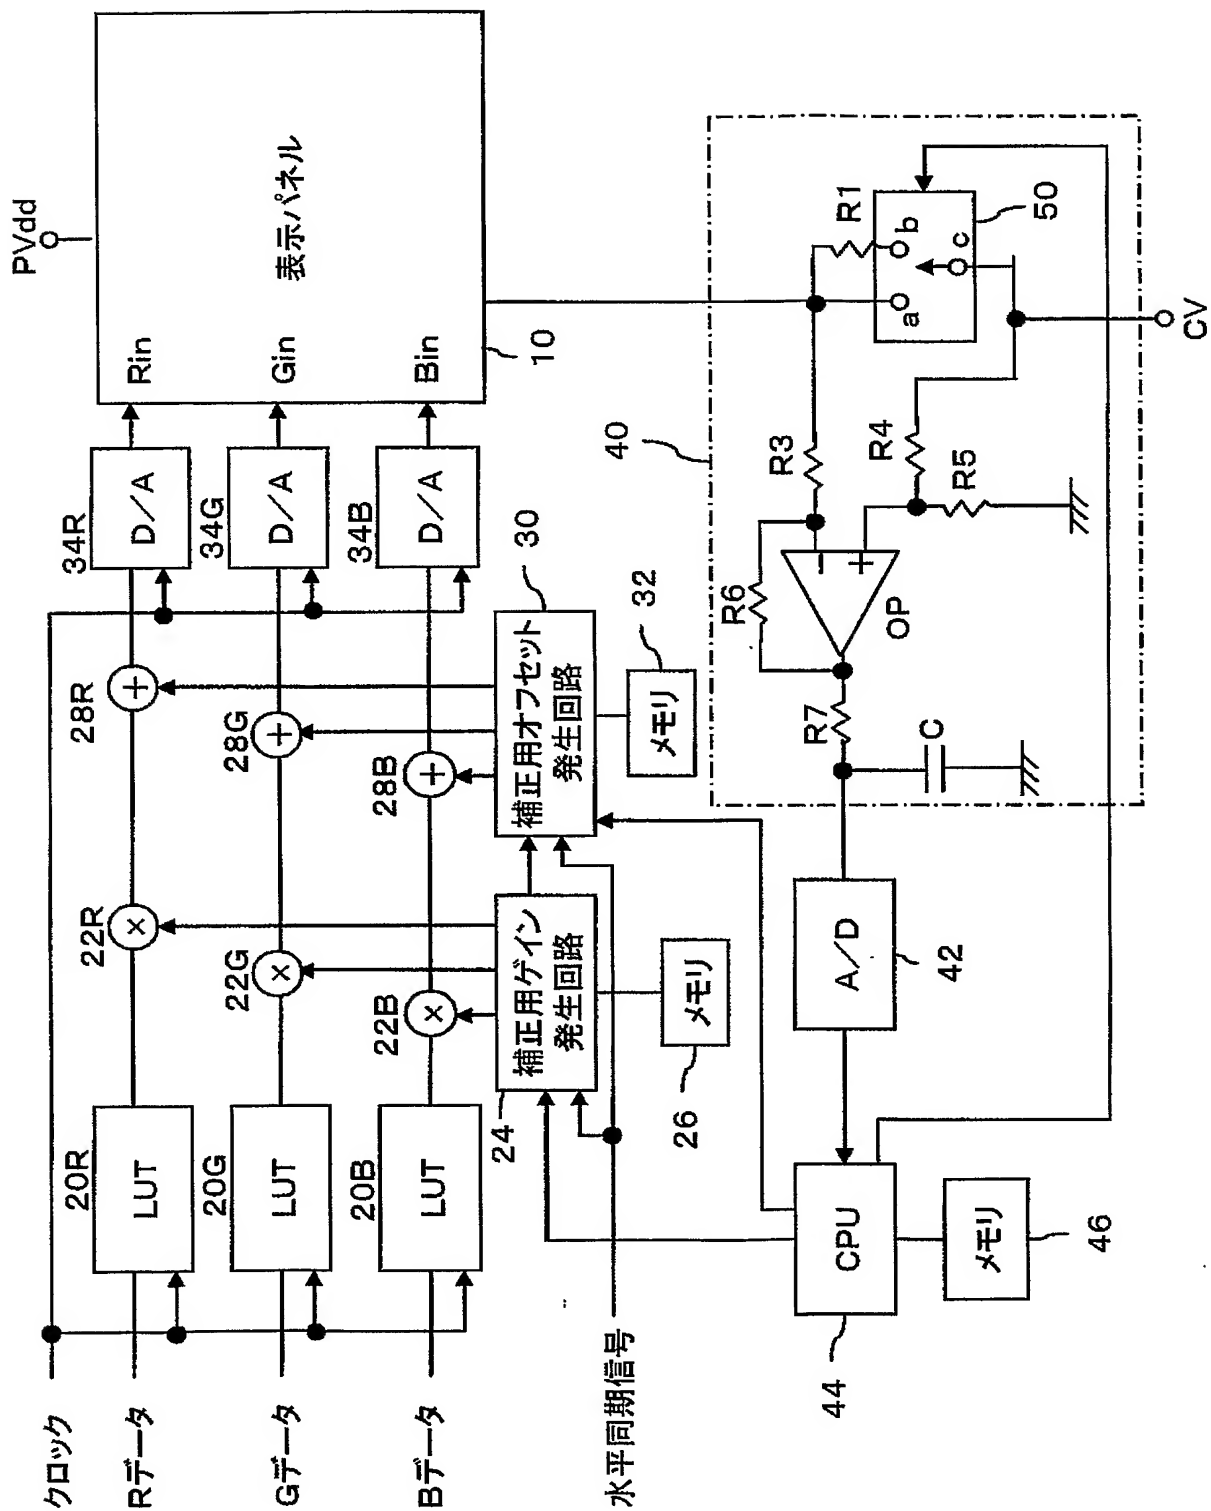 クロック
Rデータ
Gデータ
Bデータ
水平同期信号
20R
LUT
20G
LUT
20B
LUT
22R
×
22G
×
22B
×
24
補正用ゲイン
発生回路
メモリ
26
28R
+
28G
+
28B
+
補正用オフセット
発生回路
30
メモリ
32
34R
D/A
34G
D/A
34B
D/A
Rin
Gin
Bin
表示パネル
10
PVdd
CPU
44
メモリ
46
A/D
42
40
R7
C
R6
OP
−
+
R3
R4
R5
R1
a
b
c
50
CV